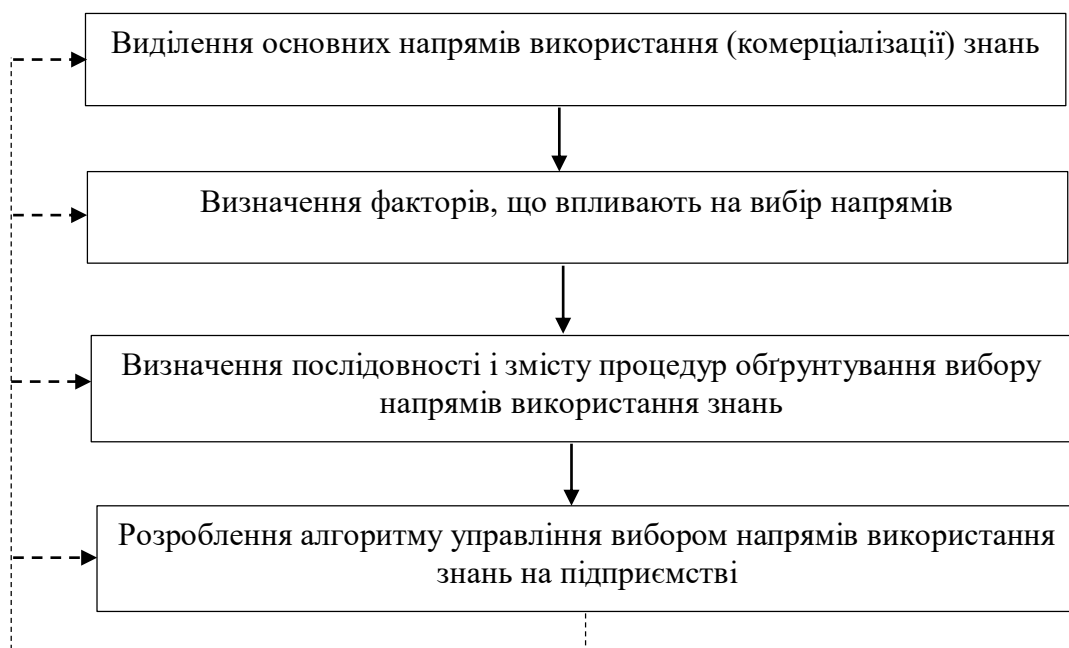 Виділення основних напрямів використання (комерціалізації) знань
Визначення факторів, що впливають на вибір напрямів
Визначення послідовності і змісту процедур обґрунтування вибору
напрямів використання знань
Розроблення алгоритму управління вибором напрямів використання
знань на підприємстві